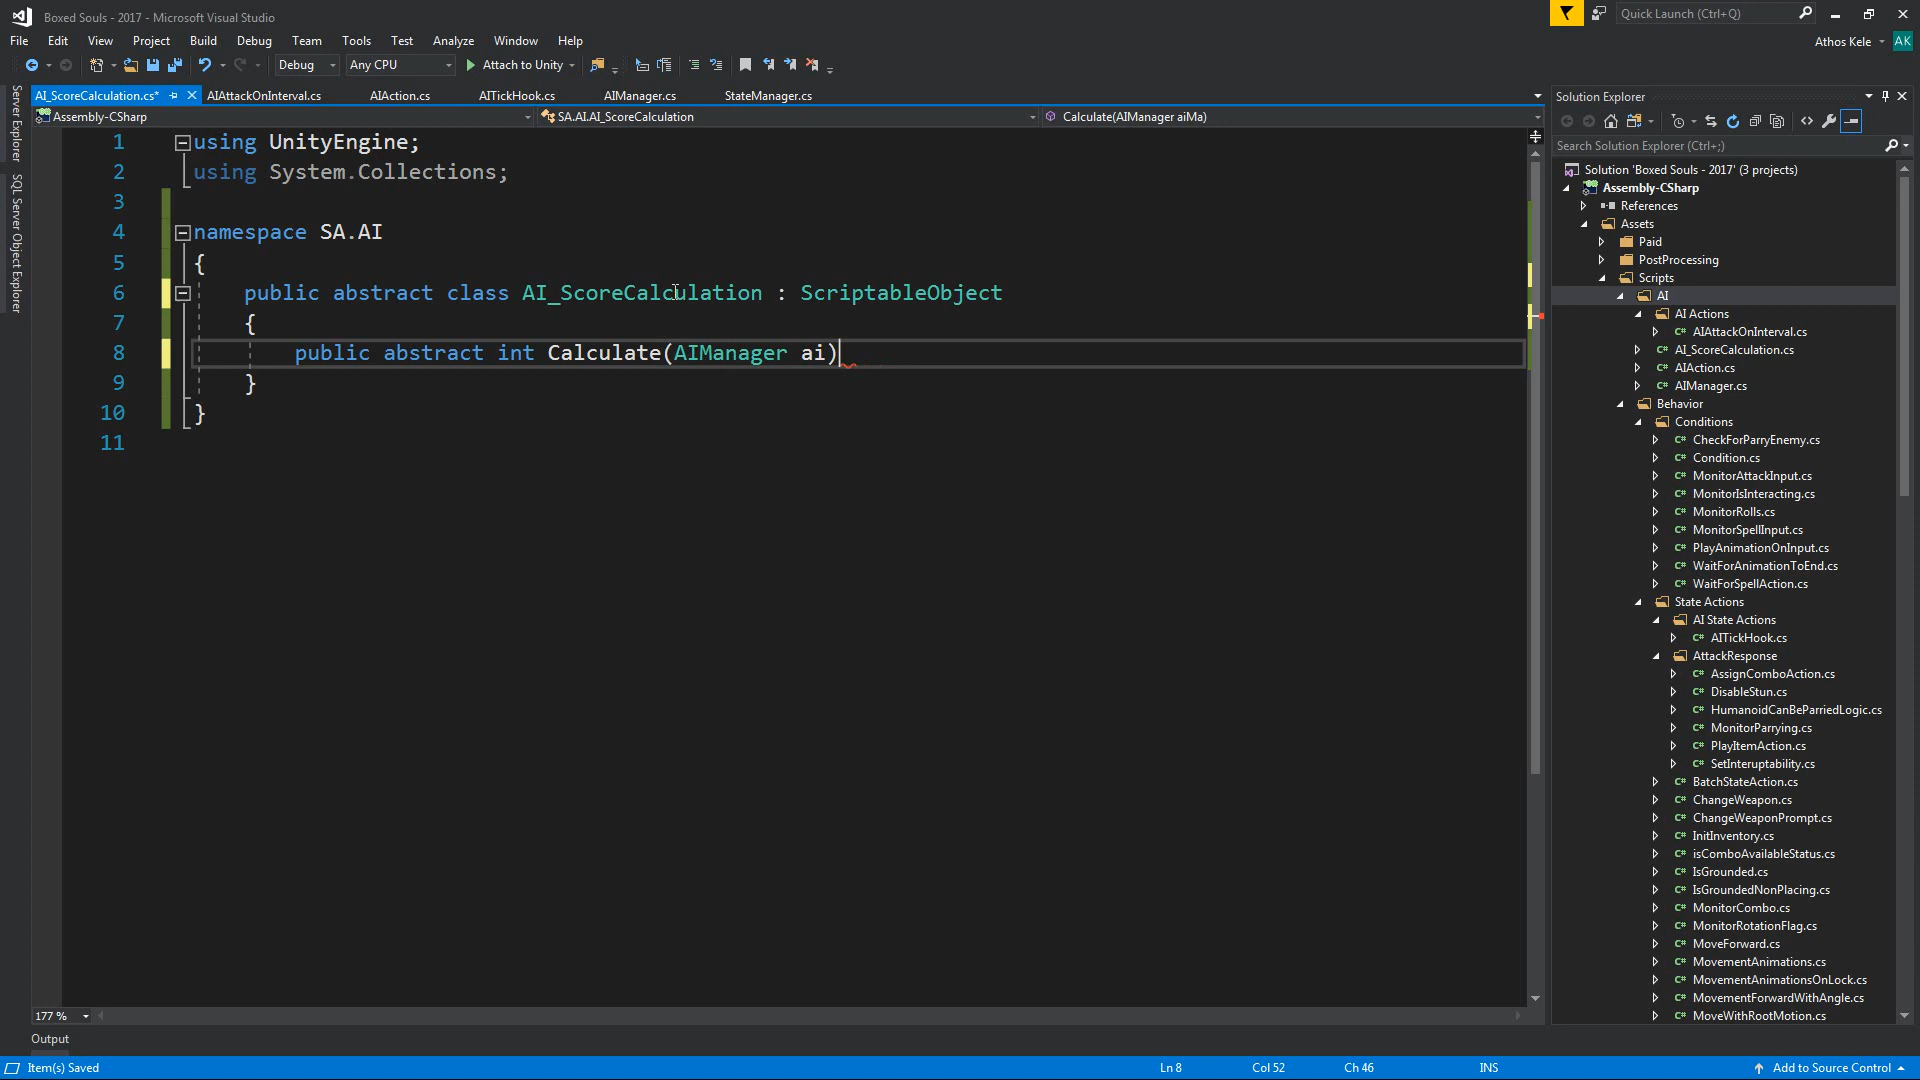 Boxed Souls - 2017 - Microsoft Visual Studio
Quick Launch (Ctrl+Q)
File Edit View Project Build Debug Team Tools Test Analyze Window Help
Athos Kele AK
Debug Any CPU Attach to Unity
AI_ScoreCalculation.cs* AIAttackOnInterval.cs AIAction.cs AITickHook.cs AIManager.cs StateManager.cs
Assembly-CSharp SA.AI.AI_ScoreCalculation Calculate(AIManager aiMa)
Server Explorer
SQL Server Object Explorer
1 using UnityEngine;
2 using System.Collections;
3
4 namespace SA.AI
5 {
6 public abstract class AI_ScoreCalculation : ScriptableObject
7 {
8 public abstract int Calculate(AIManager ai)
9 }
10 }
11
177 %
Output
Item(s) Saved Ln 8 Col 52 Ch 46 INS Add to Source Control
Solution Explorer
Search Solution Explorer (Ctrl+;)
Solution 'Boxed Souls - 2017' (3 projects)
Assembly-CSharp
References
Assets
Paid
PostProcessing
Scripts
AI
AI Actions
C# AIAttackOnInterval.cs
C# AI_ScoreCalculation.cs
C# AIAction.cs
C# AIManager.cs
Behavior
Conditions
C# CheckForParryEnemy.cs
C# Condition.cs
C# MonitorAttackInput.cs
C# MonitorIsInteracting.cs
C# MonitorRolls.cs
C# MonitorSpellInput.cs
C# PlayAnimationOnInput.cs
C# WaitForAnimationToEnd.cs
C# WaitForSpellAction.cs
State Actions
AI State Actions
C# AITickHook.cs
AttackResponse
C# AssignComboAction.cs
C# DisableStun.cs
C# HumanoidCanBeParriedLogic.cs
C# MonitorParrying.cs
C# PlayItemAction.cs
C# SetInteruptability.cs
C# BatchStateAction.cs
C# ChangeWeapon.cs
C# ChangeWeaponPrompt.cs
C# InitInventory.cs
C# isComboAvailableStatus.cs
C# IsGrounded.cs
C# IsGroundedNonPlacing.cs
C# MonitorCombo.cs
C# MonitorRotationFlag.cs
C# MoveForward.cs
C# MovementAnimations.cs
C# MovementAnimationsOnLock.cs
C# MovementForwardWithAngle.cs
C# MoveWithRootMotion.cs